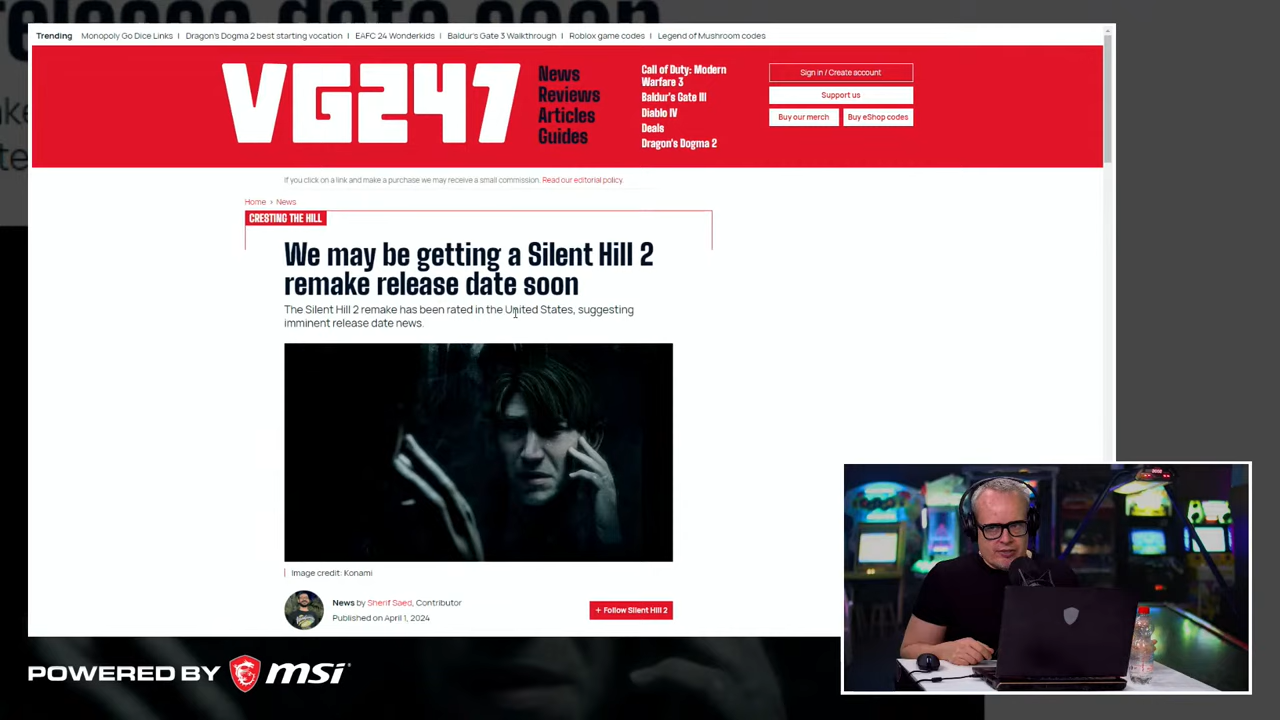 release date soon
Trending Monopoly Go Dice Links | Dragon's Dogma 2 best starting vocation | EAFC 24 Wonderkids | Baldur's Gate 3 Walkthrough | Roblox game codes | Legend of Mushroom codes
VG247
News
Reviews
Articles
Guides
Call of Duty: Modern
Warfare 3
Baldur's Gate III
Diablo IV
Deals
Dragon's Dogma 2
Sign in / Create account
Support us
Buy our merch
Buy eShop codes
If you click on a link and make a purchase we may receive a small commission. Read our editorial policy.
Home > News
CRESTING THE HILL
We may be getting a Silent Hill 2
remake release date soon
The Silent Hill 2 remake has been rated in the United States, suggesting
imminent release date news.
Image credit: Konami
News by Sherif Saed, Contributor
Published on April 1, 2024
+ Follow Silent Hill 2
POWERED BY msi